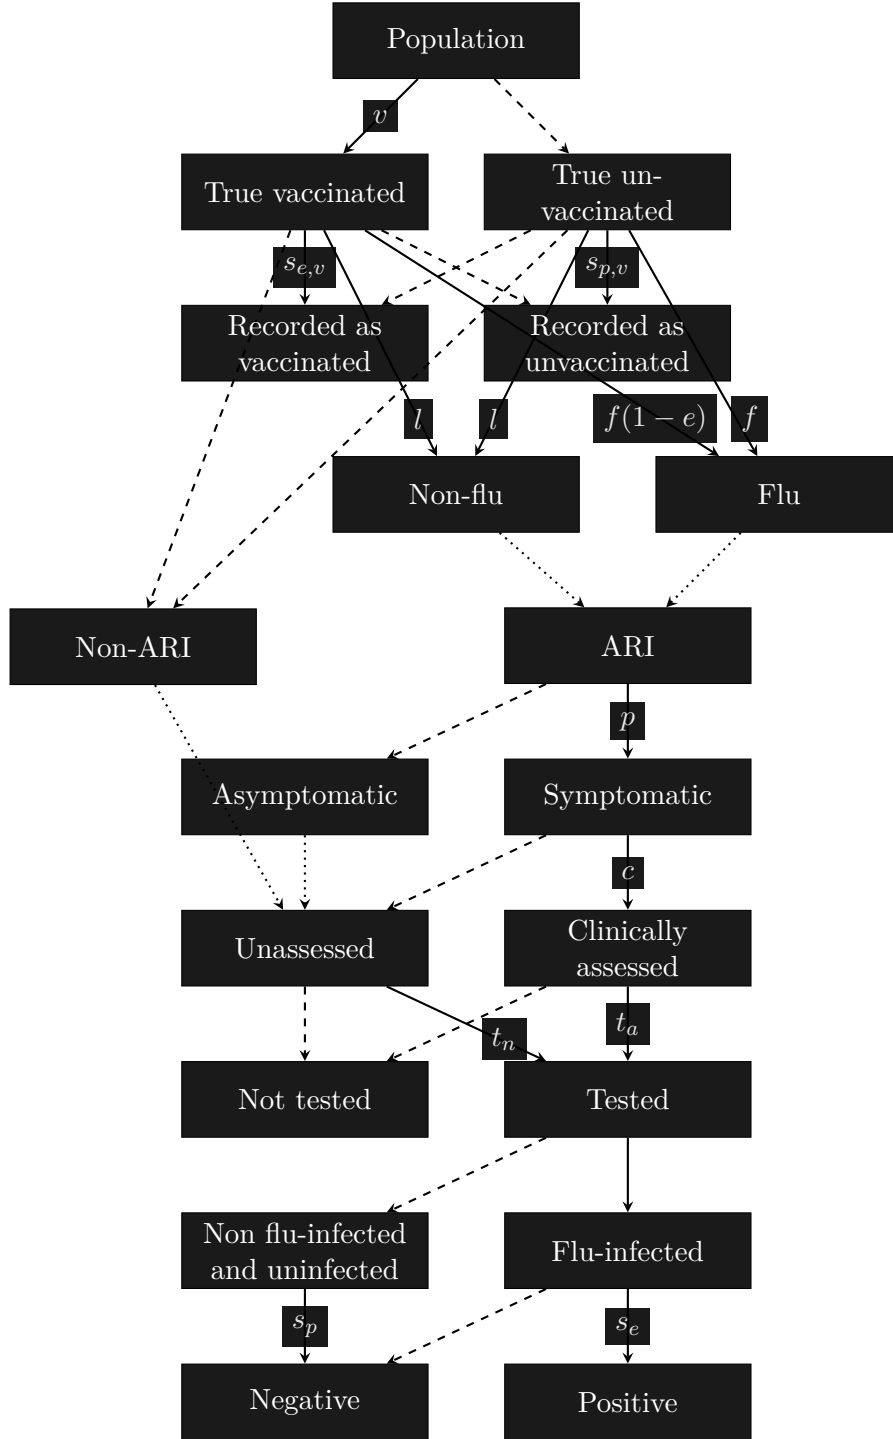 Population
v
True vaccinated
True un-
vaccinated
s_{e,v}
s_{p,v}
Recorded as
vaccinated
Recorded as
unvaccinated
l
l
f(1 − e)
f
Non-flu
Flu
Non-ARI
ARI
p
Asymptomatic
Symptomatic
c
Unassessed
Clinically
assessed
t_n
t_a
Not tested
Tested
Non flu-infected
and uninfected
Flu-infected
s_p
s_e
Negative
Positive